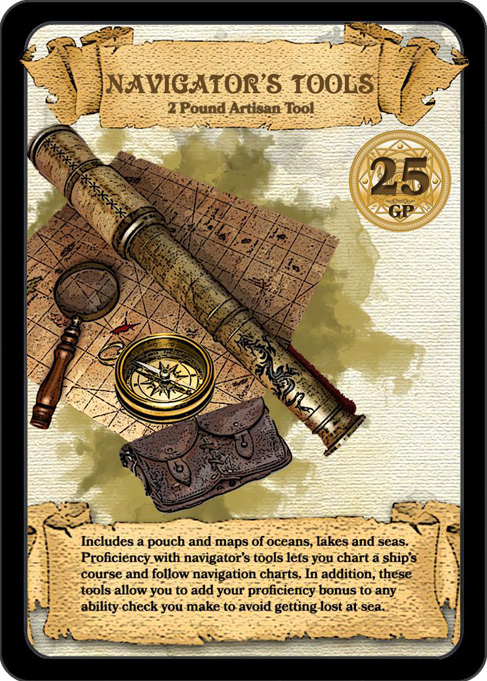 NAVIGATOR'S TOOLS
2 Pound Artisan Tool
25
GP
Includes a pouch and maps of oceans, lakes and seas.
Proficiency with navigator's tools lets you chart a ship's
course and follow navigation charts. In addition, these
tools allow you to add your proficiency bonus to any
ability check you make to avoid getting lost at sea.